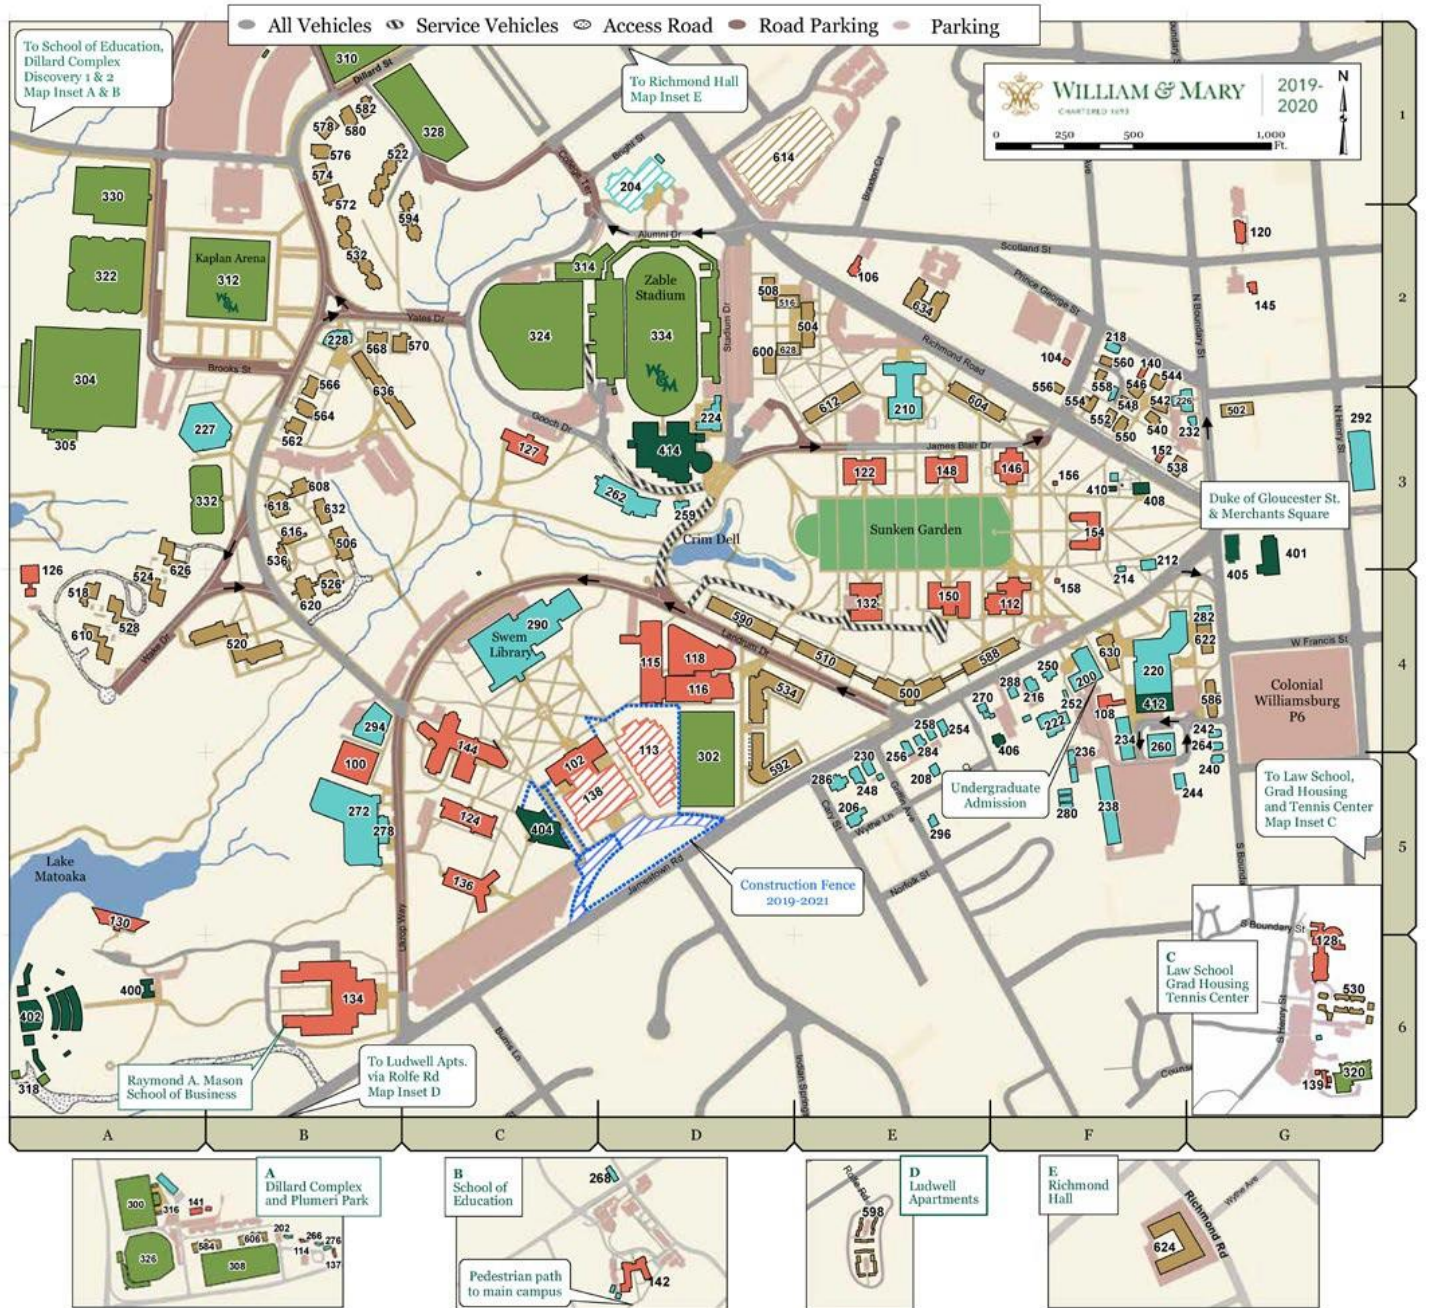 All Vehicles Service Vehicles Access Road Road Parking Parking
To School of Education,
Dillard Complex
Discovery 1 & 2
Map Inset A & B
To Richmond Hall
Map Inset E
WILLIAM & MARY
CHARTERED 1693
2019-
2020
N
0 250 500 1,000
Ft.
1
310
Dillard St
328
582
578
580
576
522
574
572
594
532
330
Bright St
College Ter
204
614
Braxton Ct
Alumni Dr
Scotland St
Prince George St
N Boundary St
120
145
2
322
Kaplan Arena
312
W&M
314
324
Zable
Stadium
334
W&M
Stadium Dr
Yates Dr
228
568
570
508
516
504
600
628
106
634
Richmond Road
104
218
560
140
544
558
546
556
554
548
542
226
552
550
540
232
152
538
304
305
Brooks St
566
636
564
562
227
Gooch Dr
127
224
414
612
210
604
James Blair Dr
502
N Henry St
292
3
332
608
618
632
616
506
536
526
620
262
259
Crim Dell
122
148
146
156
410
408
Sunken Garden
154
Duke of Gloucester St.
& Merchants Square
158
214
212
405
401
126
518
524
626
528
610
520
Wake Dr
Swem
Library
290
590
132
150
112
Landrum Dr
510
588
500
115
118
116
534
282
622
W Francis St
4
250
288
216
270
252
200
630
220
412
586
108
222
Colonial
Williamsburg
P6
294
100
144
102
113
138
302
592
258
254
284
256
406
234
260
242
264
240
236
230
286
248
208
206
Cary St
Griffin Ave
Wythe Ln
296
Undergraduate
Admission
280
238
244
To Law School,
Grad Housing
and Tennis Center
Map Inset C
272
278
124
404
136
Jamestown Rd
Norfolk St
S Bounda
5
Construction Fence
2019-2021
Lake
Matoaka
130
Ukrop Way
400
402
134
318
Raymond A. Mason
School of Business
To Ludwell Apts.
via Rolfe Rd
Map Inset D
Burns Ln
Indian Springs
Counse
C
Law School
Grad Housing
Tennis Center
S Boundary St
128
530
S Henry St
139
320
6
A B C D E F G
A
Dillard Complex
and Plumeri Park
300
316
141
326
584
606
308
202
266
276
114
137
B
School of
Education
268
142
Pedestrian path
to main campus
D
Ludwell
Apartments
Rolfe Rd
598
E
Richmond
Hall
624
Richmond Rd
Wythe Ave